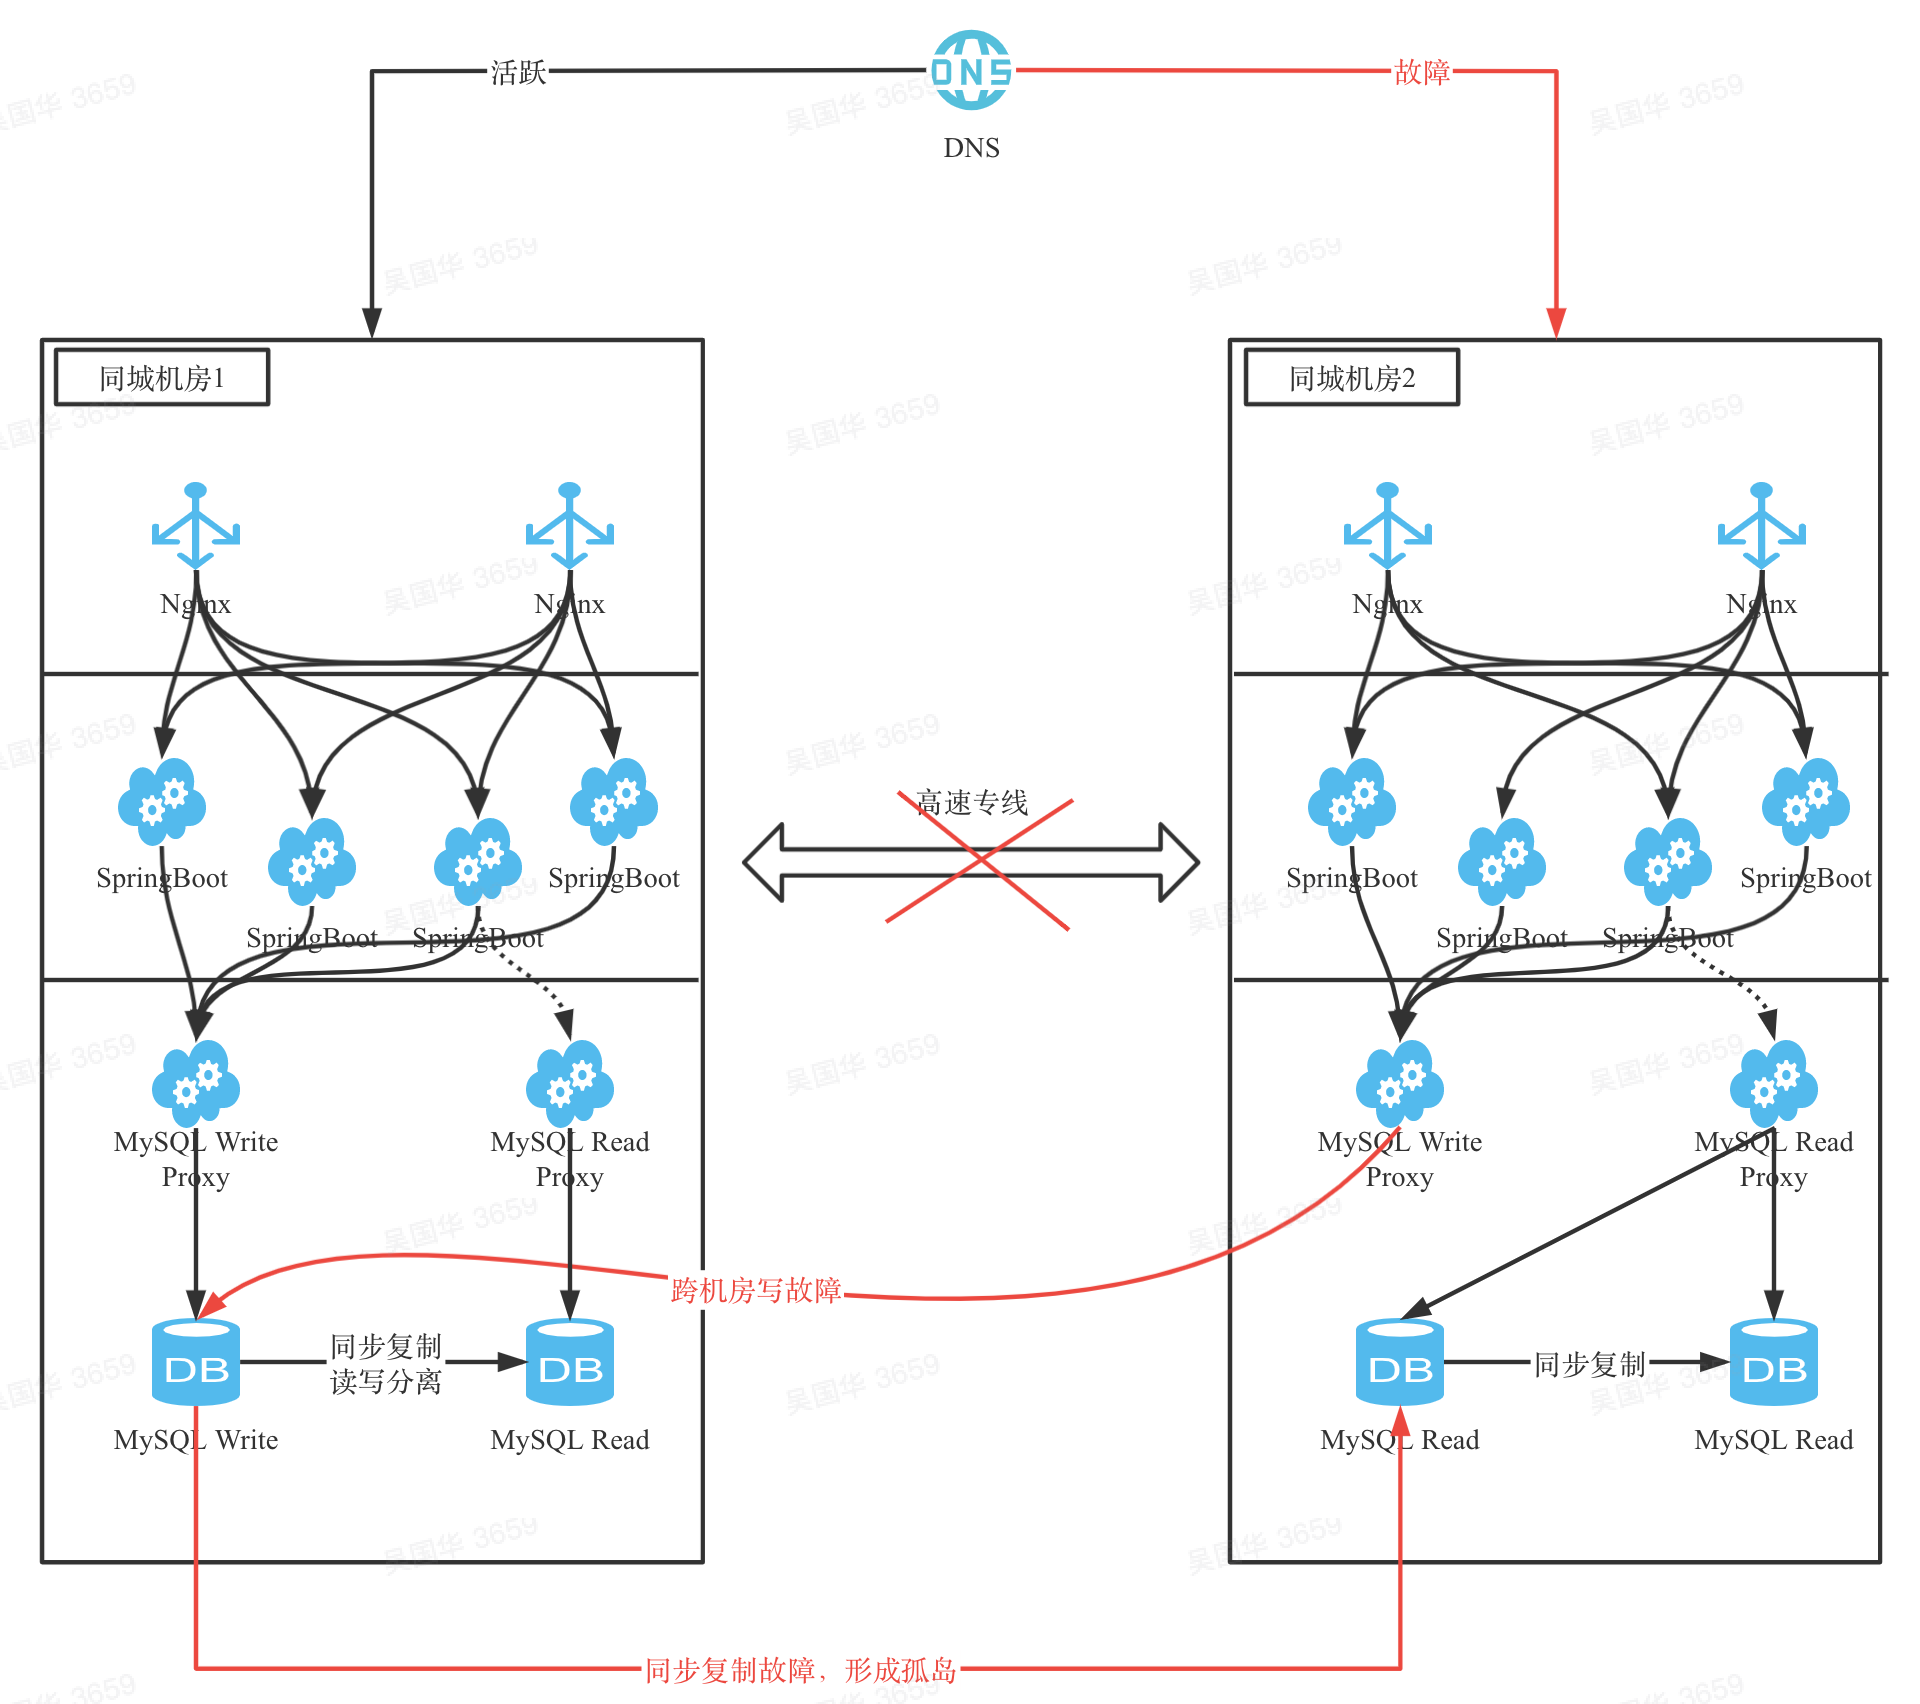 活跃
DNS
故障
DNS
同城机房1
同城机房2
Nginx
Nginx
Nginx
Nginx
高速专线
SpringBoot
SpringBoot
SpringBoot
SpringBoot
SpringBoot
SpringBoot
SpringBoot
SpringBoot
MySQL Write
Proxy
MySQL Read
Proxy
MySQL Write
Proxy
MySQL Read
Proxy
跨机房写故障
DB
同步复制
读写分离
DB
DB
同步复制
DB
MySQL Write
MySQL Read
MySQL Read
MySQL Read
同步复制故障，形成孤岛
吴国华 3659